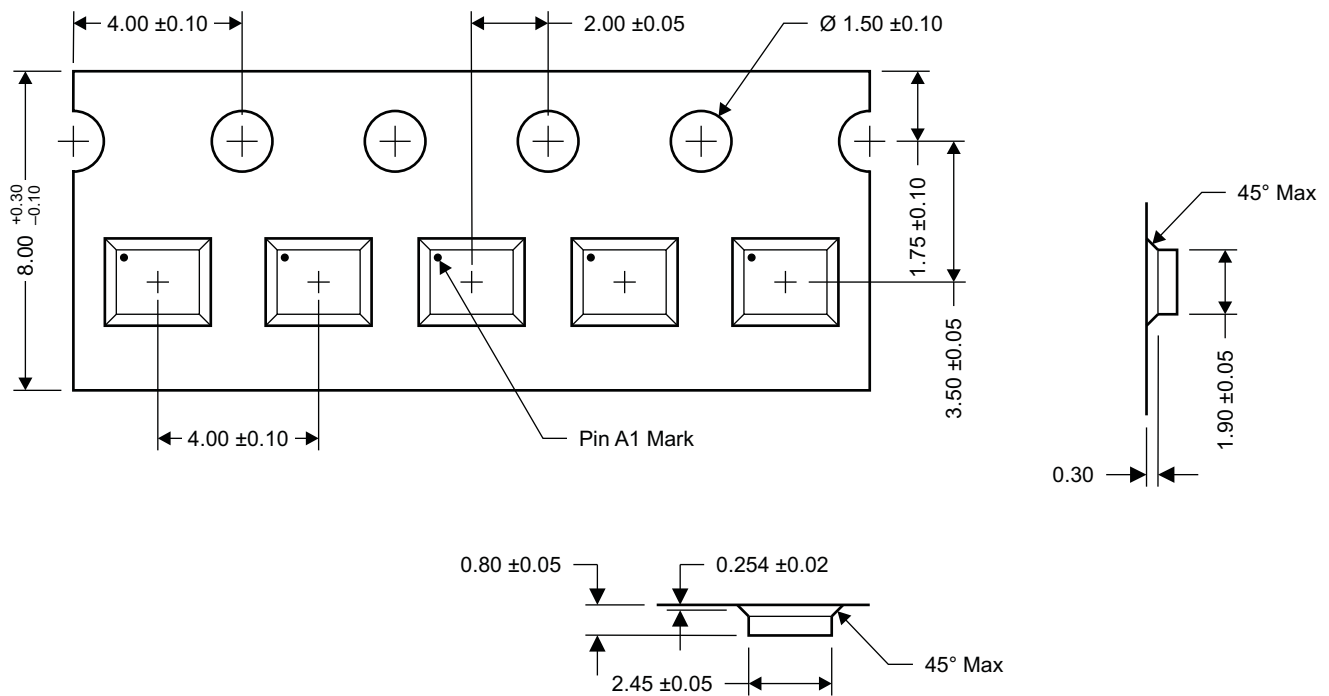 4.00 ±0.10
2.00 ±0.05
Ø 1.50 ±0.10
8.00 +0.30 –0.10
1.75 ±0.10
3.50 ±0.05
45° Max
1.90 ±0.05
0.30
4.00 ±0.10
Pin A1 Mark
0.80 ±0.05
0.254 ±0.02
2.45 ±0.05
45° Max